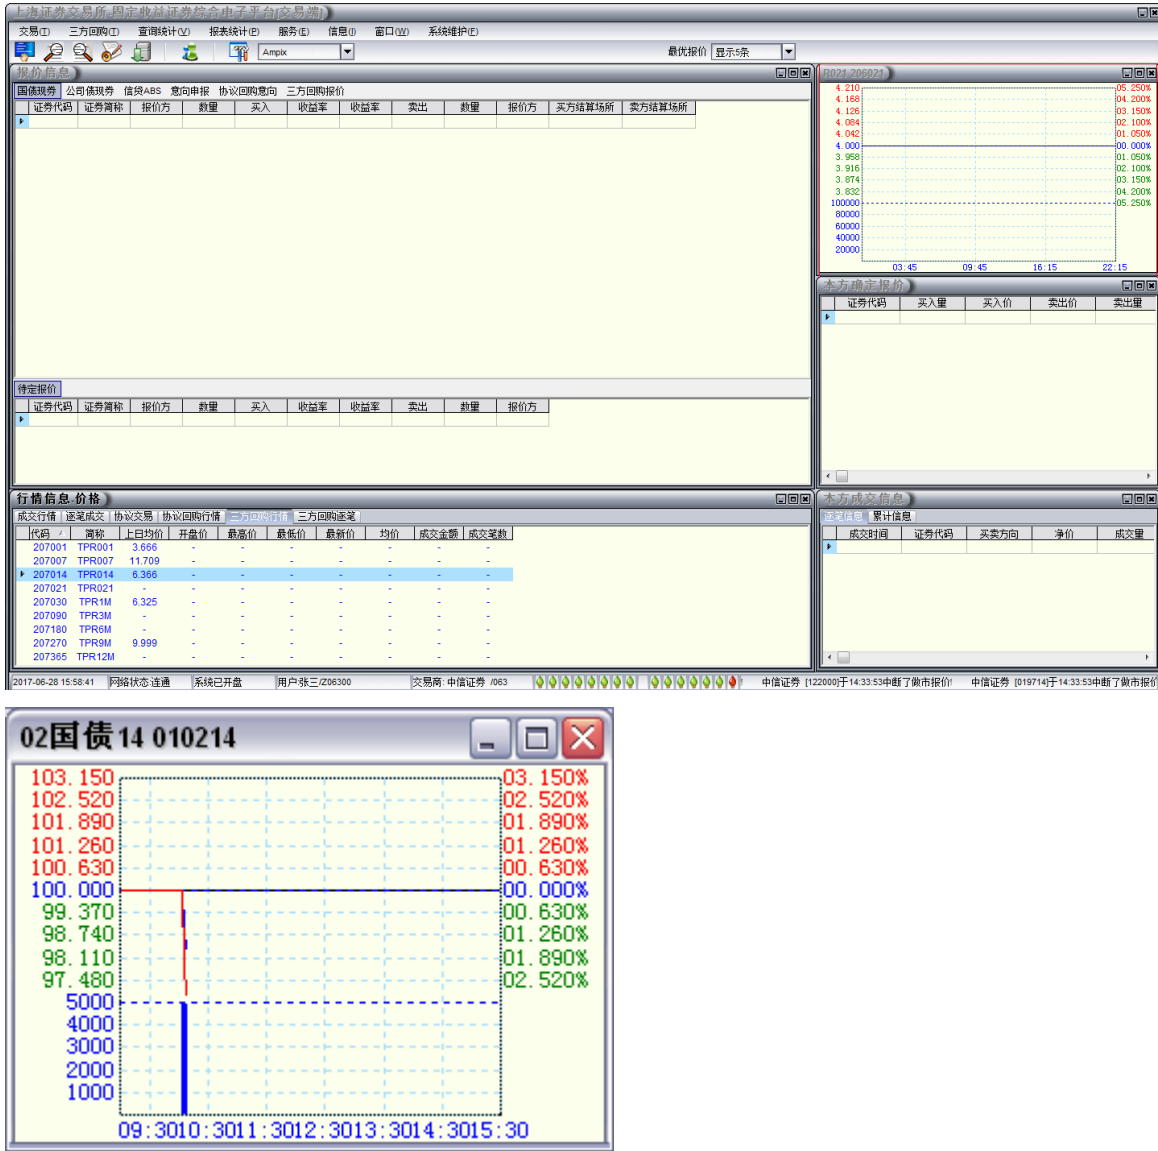 上海证券交易所-固定收益证券综合电子平台[交易端]
交易(T) 三方回购(T) 查询统计(V) 报表统计(P) 服务(E) 信息(I) 窗口(W) 系统维护(F)
Ampix 最优报价 显示5条
报价信息
国债现券 公司债现券 信贷ABS 意向申报 协议回购意向 三方回购报价
证券代码 证券简称 报价方 数量 买入 收益率 收益率 卖出 数量 报价方 买方结算场所 卖方结算场所
待定报价
证券代码 证券简称 报价方 数量 买入 收益率 收益率 卖出 数量 报价方
R021 206021
4.210 05.250%
4.168 04.200%
4.126 03.150%
4.084 02.100%
4.042 01.050%
4.000 00.000%
3.958 01.050%
3.916 02.100%
3.874 03.150%
3.832 04.200%
100000 05.250%
80000
60000
40000
20000
03:45 09:45 16:15 22:15
本方确定报价
证券代码 买入量 买入价 卖出价 卖出量
行情信息-价格
成交行情 逐笔成交 协议交易 协议回购行情 三方回购行情 三方回购逐笔
代码 简称 上日均价 开盘价 最高价 最低价 最新价 均价 成交金额 成交笔数
207001 TPR001 3.666 - - - - - - -
207007 TPR007 11.709 - - - - - - -
207014 TPR014 6.366 - - - - - - -
207021 TPR021 - - - - - - - -
207030 TPR1M 6.325 - - - - - - -
207090 TPR3M - - - - - - - -
207180 TPR6M - - - - - - - -
207270 TPR9M 9.999 - - - - - - -
207365 TPR12M - - - - - - - -
本方成交信息
逐笔信息 累计信息
成交时间 证券代码 买卖方向 净价 成交量
2017-06-28 15:58:41 网络状态:连通 系统已开盘 用户:张三/Z06300 交易商: 中信证券 /063 中信证券 [122000]于14:33:53中断了做市报价! 中信证券 [019714]于14:33:53中断了做市报价
02国债14 010214
103.150 03.150%
102.520 02.520%
101.890 01.890%
101.260 01.260%
100.630 00.630%
100.000 00.000%
99.370 00.630%
98.740 01.260%
98.110 01.890%
97.480 02.520%
5000
4000
3000
2000
1000
09:3010:3011:3012:3013:3014:3015:30